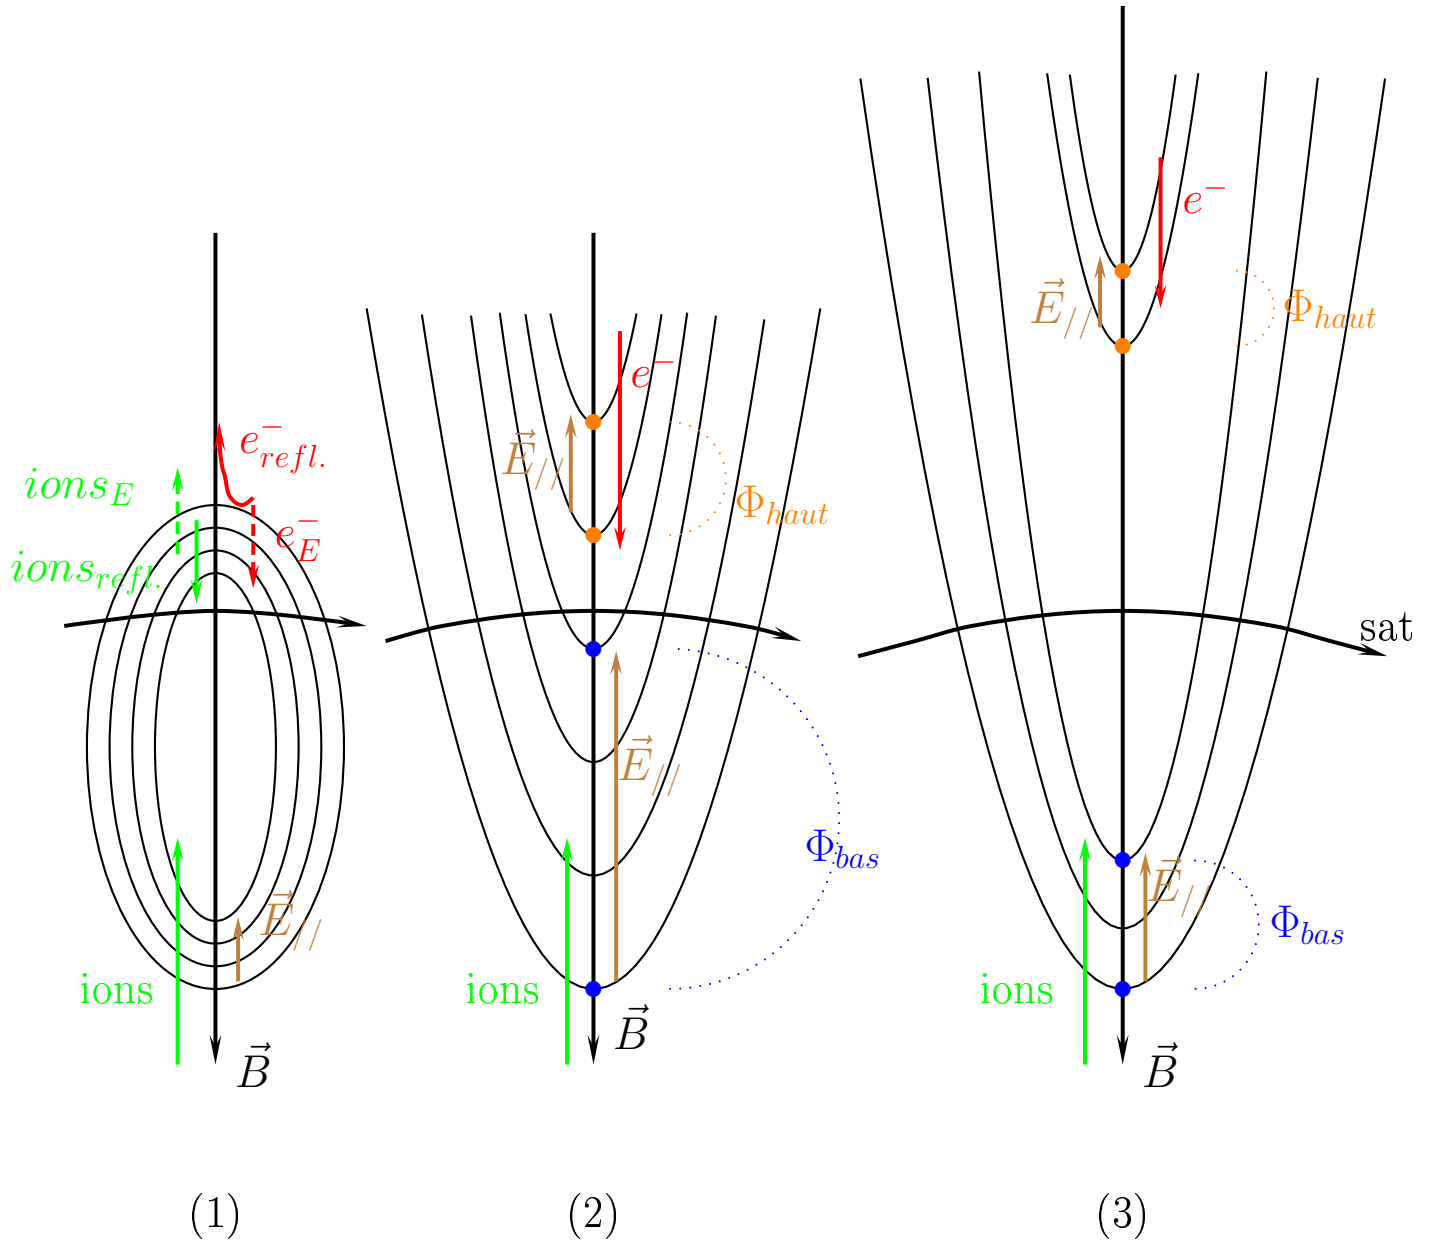 e⁻refl.
ionsE
e⁻E
ionsrefl.
E⃗//
ions
B⃗
(1)
e⁻
E⃗//
Φhaut
E⃗//
Φbas
ions
B⃗
(2)
e⁻
E⃗//
Φhaut
sat
E⃗//
Φbas
ions
B⃗
(3)